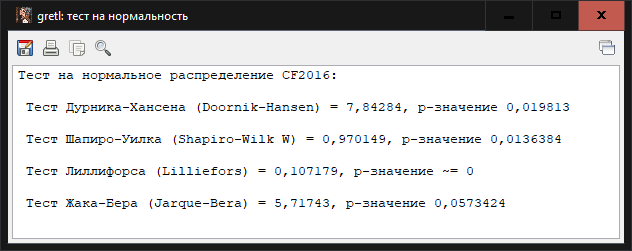 gretl: тест на нормальность
Тест на нормальное распределение CF2016:
Тест Дурника-Хансена (Doornik-Hansen) = 7,84284, p-значение 0,019813
Тест Шапиро-Уилка (Shapiro-Wilk W) = 0,970149, p-значение 0,0136384
Тест Лиллифорса (Lilliefors) = 0,107179, p-значение ~= 0
Тест Жака-Бера (Jarque-Bera) = 5,71743, p-значение 0,0573424